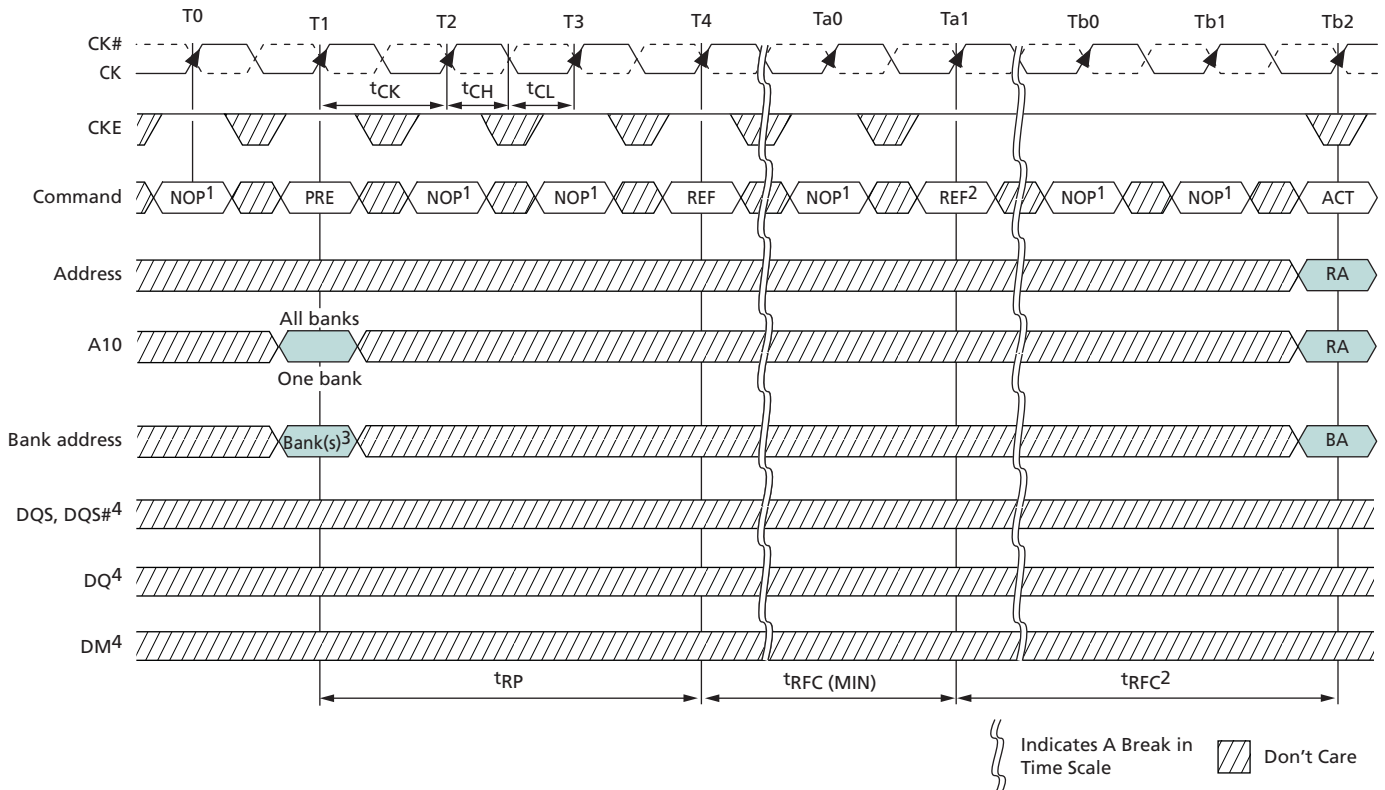 T0 T1 T2 T3 T4 Ta0 Ta1 Tb0 Tb1 Tb2
CK#
CK
tCK tCH tCL
CKE
Command NOP1 PRE NOP1 NOP1 REF NOP1 REF2 NOP1 NOP1 ACT
Address RA
All banks
A10 RA
One bank
Bank address Bank(s)3 BA
DQS, DQS#4
DQ4
DM4
tRP tRFC (MIN) tRFC2
Indicates A Break in
Time Scale
Don't Care